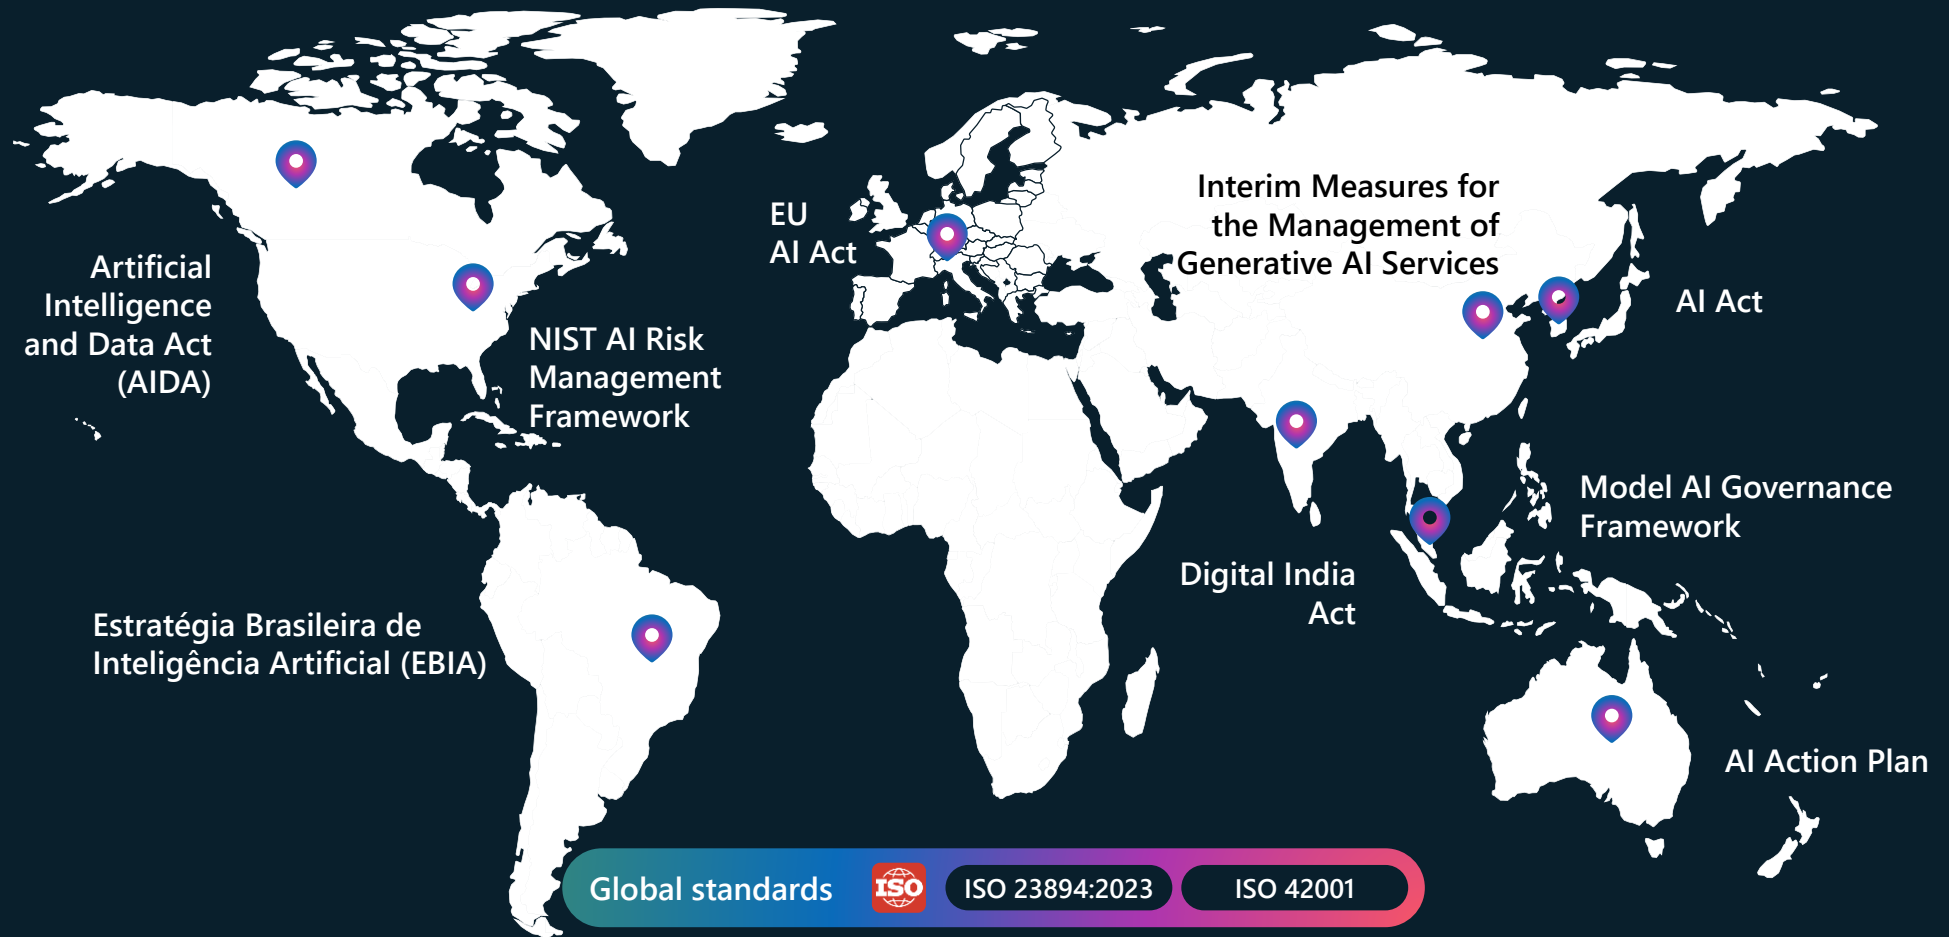 Artificial
Intelligence
and Data Act
(AIDA)
NIST AI Risk
Management
Framework
Estratégia Brasileira de
Inteligência Artificial (EBIA)
EU
AI Act
Interim Measures for
the Management of
Generative AI Services
AI Act
Digital India
Act
Model AI Governance
Framework
AI Action Plan
Global standards
ISO
ISO 23894:2023
ISO 42001